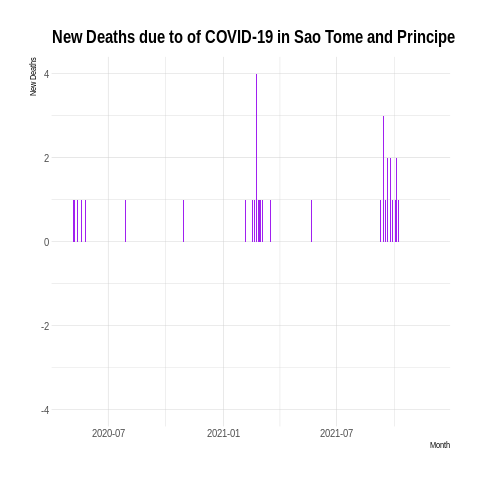 New Deaths due to of COVID-19 in Sao Tome and Principe
New Deaths
4
2
0
-2
-4
2020-07 2021-01 2021-07
Month